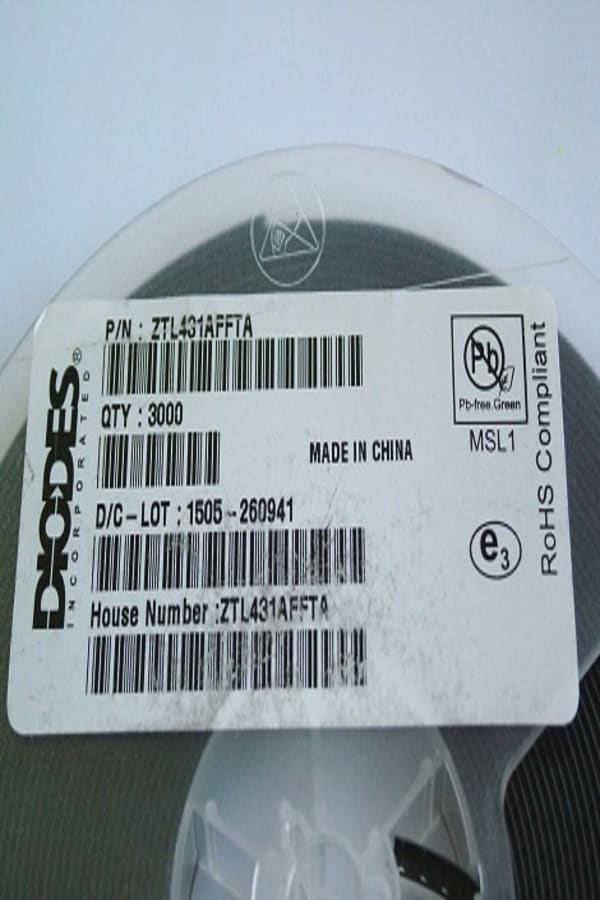 P/N : ZTL431AFFTA
QTY : 3000
MADE IN CHINA
D/C-LOT : 1505-260941
House Number :ZTL431AFFTA
DIODES®
INCORPORATED
Pb
Pb-free.Green
MSL1
RoHS Compliant
e3